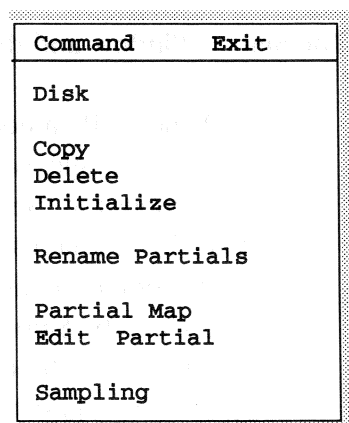 Command Exit
Disk
Copy
Delete
Initialize
Rename Partials
Partial Map
Edit Partial
Sampling